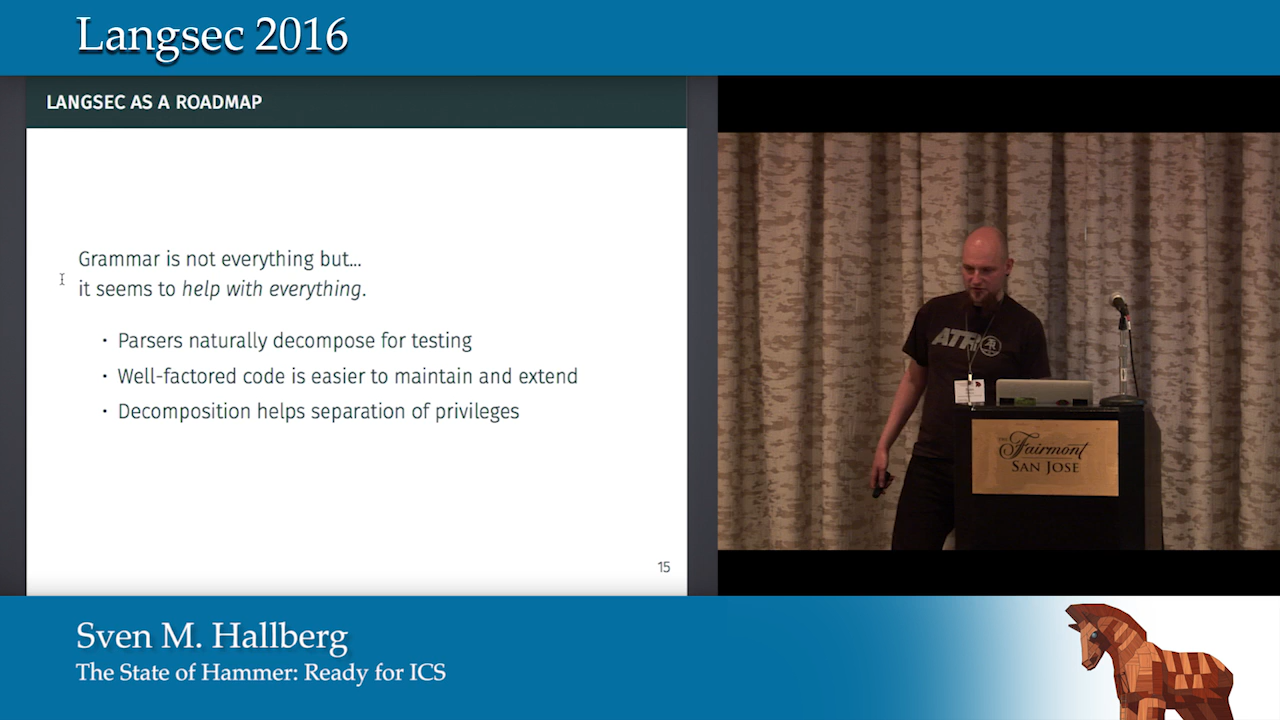 Langsec 2016
LANGSEC AS A ROADMAP
Grammar is not everything but...
it seems to help with everything.
· Parsers naturally decompose for testing
· Well-factored code is easier to maintain and extend
· Decomposition helps separation of privileges
15
ATR
THE Fairmont
SAN JOSE
Sven M. Hallberg
The State of Hammer: Ready for ICS